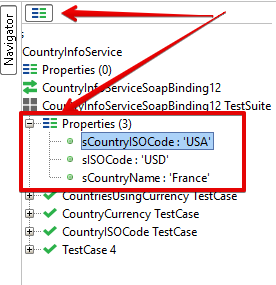 Navigator
CountryInfoService
Properties (0)
CountryInfoServiceSoapBinding12
CountryInfoServiceSoapBinding12 TestSuite
Properties (3)
sCountryISOCode : 'USA'
sISOCode : 'USD'
sCountryName : 'France'
CountriesUsingCurrency TestCase
CountryCurrency TestCase
CountryISOCode TestCase
TestCase 4